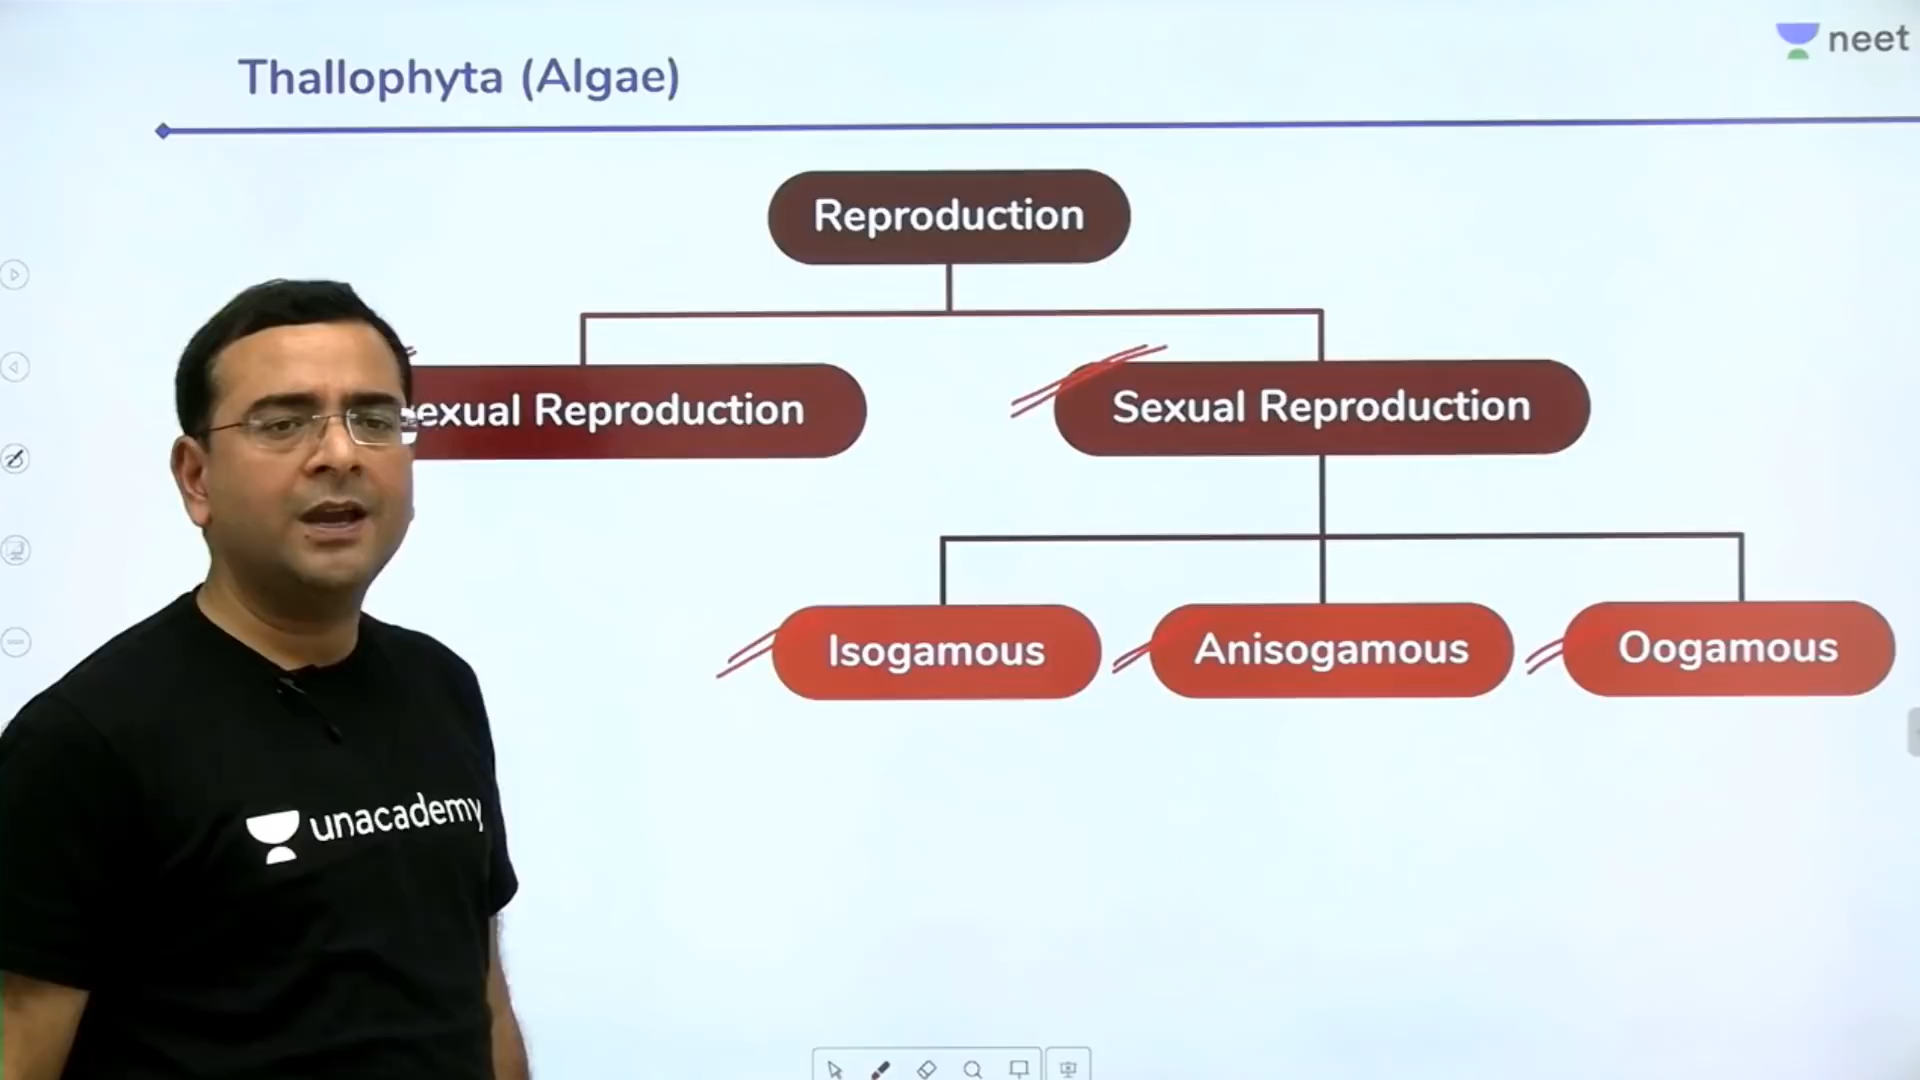 Thallophyta (Algae)
neet
Reproduction
exual Reproduction
Sexual Reproduction
Isogamous
Anisogamous
Oogamous
unacademy